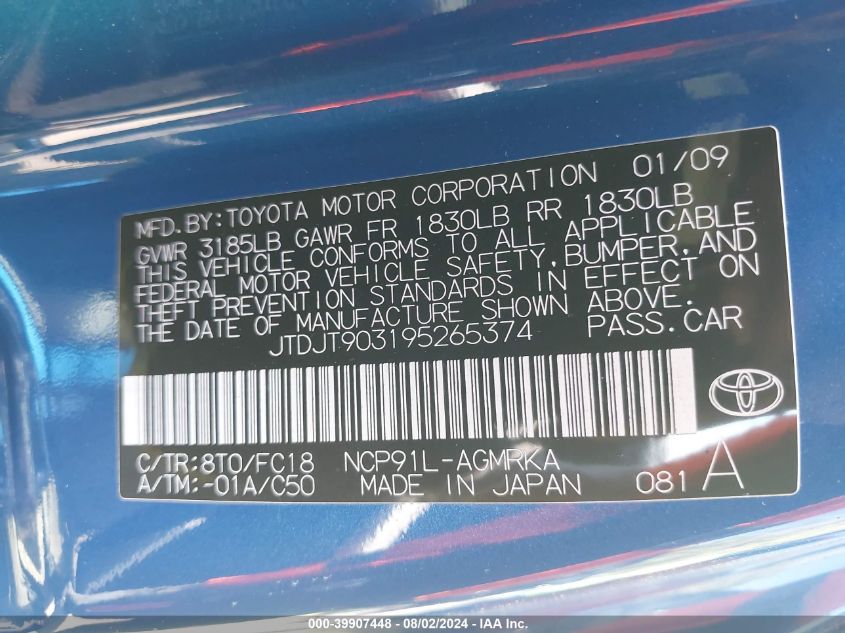 MFD.BY:TOYOTA MOTOR CORPORATION 01/09
GVWR 3185LB GAWR FR 1830LB RR 1830LB
THIS VEHICLE CONFORMS TO ALL APPLICABLE
FEDERAL MOTOR VEHICLE SAFETY,BUMPER,AND
THEFT PREVENTION STANDARDS IN EFFECT ON
THE DATE OF MANUFACTURE SHOWN ABOVE.
JTDJT903195265374 PASS.CAR
C/TR:8T0/FC18 NCP91L-AGMRKA
A/TM:-01A/C50 MADE IN JAPAN 081 A
000-39907448 - 08/02/2024 - IAA Inc.